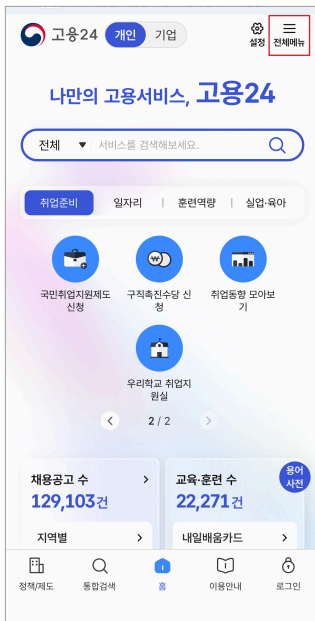 고용24 개인 기업 설정 전체메뉴
나만의 고용서비스, 고용24
전체 ▼ 서비스를 검색해보세요.
취업준비 일자리 훈련역량 실업·육아
국민취업지원제도
신청
구직촉진수당 신
청
취업동향 모아보
기
우리학교 취업지
원실
2 / 2
채용공고 수
129,103건
지역별
교육·훈련 수
22,271건
내일배움카드
용어
사전
정책/제도 통합검색 홈 이용안내 로그인